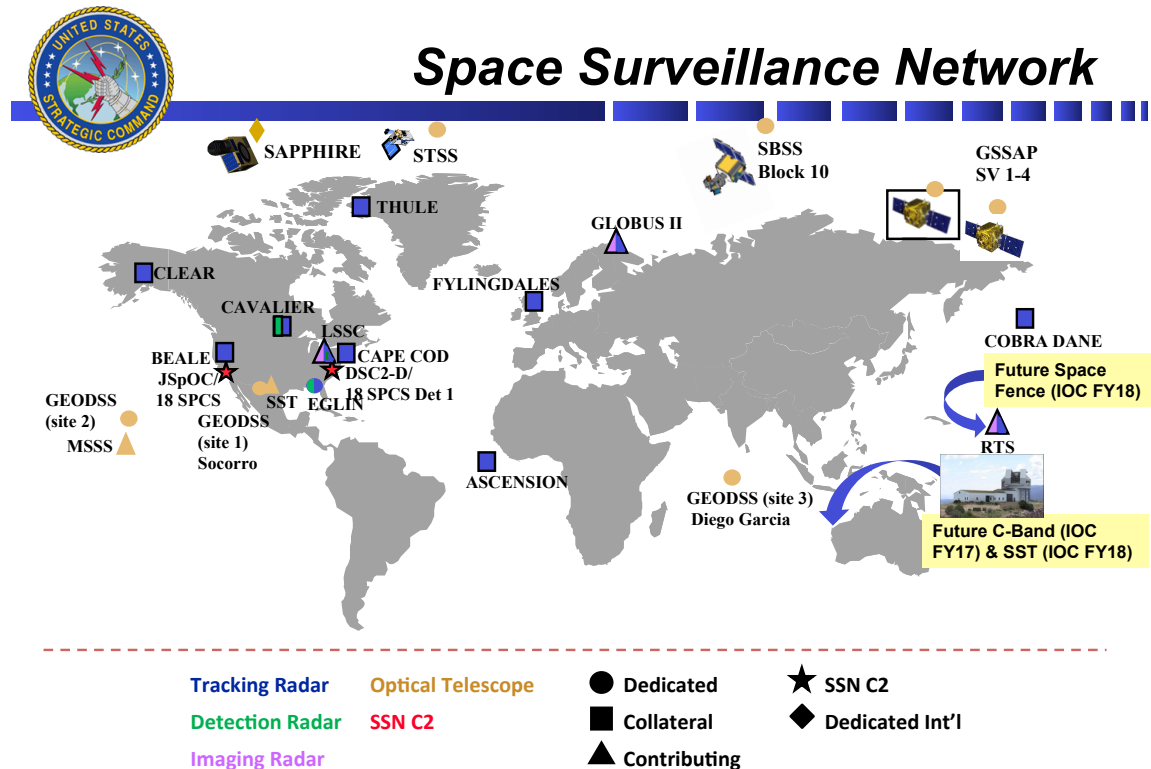 UNITED STATES
STRATEGIC COMMAND
Space Surveillance Network
SAPPHIRE
STSS
SBSS
Block 10
GSSAP
SV 1-4
THULE
GLOBUS II
CLEAR
FYLINGDALES
CAVALIER
LSSC
COBRA DANE
BEALE
CAPE COD
JSpOC/
18 SPCS
DSC2-D/
18 SPCS Det 1
Future Space
Fence (IOC FY18)
SST
EGLIN
GEODSS
(site 2)
MSSS
GEODSS
(site 1)
Socorro
RTS
ASCENSION
GEODSS (site 3)
Diego Garcia
Future C-Band (IOC
FY17) & SST (IOC FY18)
Tracking Radar
Optical Telescope
Dedicated
SSN C2
Detection Radar
SSN C2
Collateral
Dedicated Int'l
Imaging Radar
Contributing